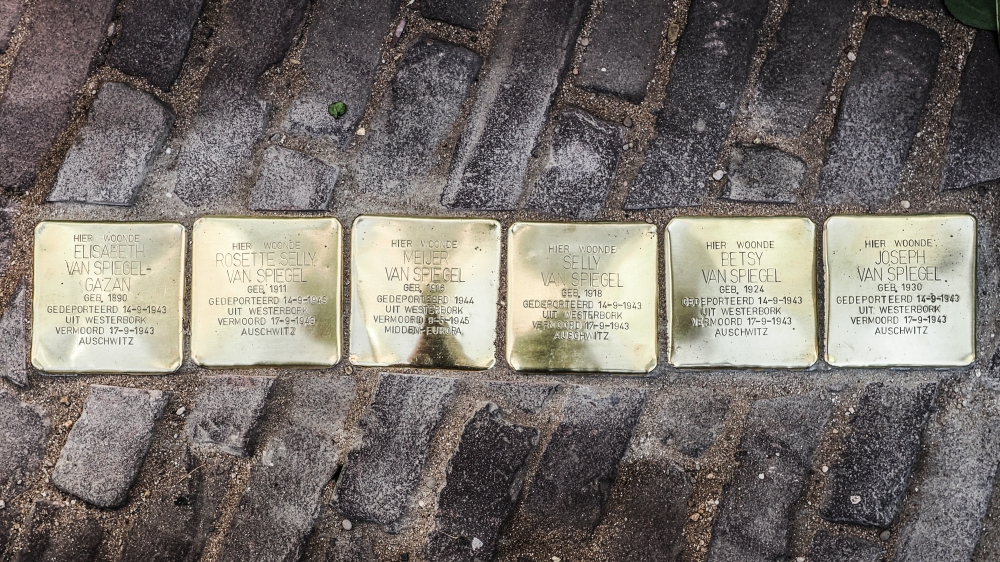 HIER WOONDE
ELISABETH
VAN SPIEGEL-
GAZAN
GEB. 1890
GEDEPORTEERD 14-9-1943
UIT WESTERBORK
VERMOORD 17-9-1943
AUSCHWITZ
HIER WOONDE
ROSETTE SELLY
VAN SPIEGEL
GEB. 1911
GEDEPORTEERD 14-9-1943
UIT WESTERBORK
VERMOORD 17-9-1943
AUSCHWITZ
HIER WOONDE
MEIJER
VAN SPIEGEL
GEB.
GEDEPORTEERD 1944
UIT WESTERBORK
VERMOORD
MIDDEN-EUROPA
HIER WOONDE
SELLY
VAN SPIEGEL
GEB. 1918
GEDEPORTEERD 14-9-1943
UIT WESTERBORK
VERMOORD 17-9-1943
AUSCHWITZ
HIER WOONDE
BETSY
VAN SPIEGEL
GEB. 1924
GEDEPORTEERD 14-9-1943
UIT WESTERBORK
VERMOORD 17-9-1943
AUSCHWITZ
HIER WOONDE
JOSEPH
VAN SPIEGEL
GEB. 1930
GEDEPORTEERD 14-9-1943
UIT WESTERBORK
VERMOORD 17-9-1943
AUSCHWITZ